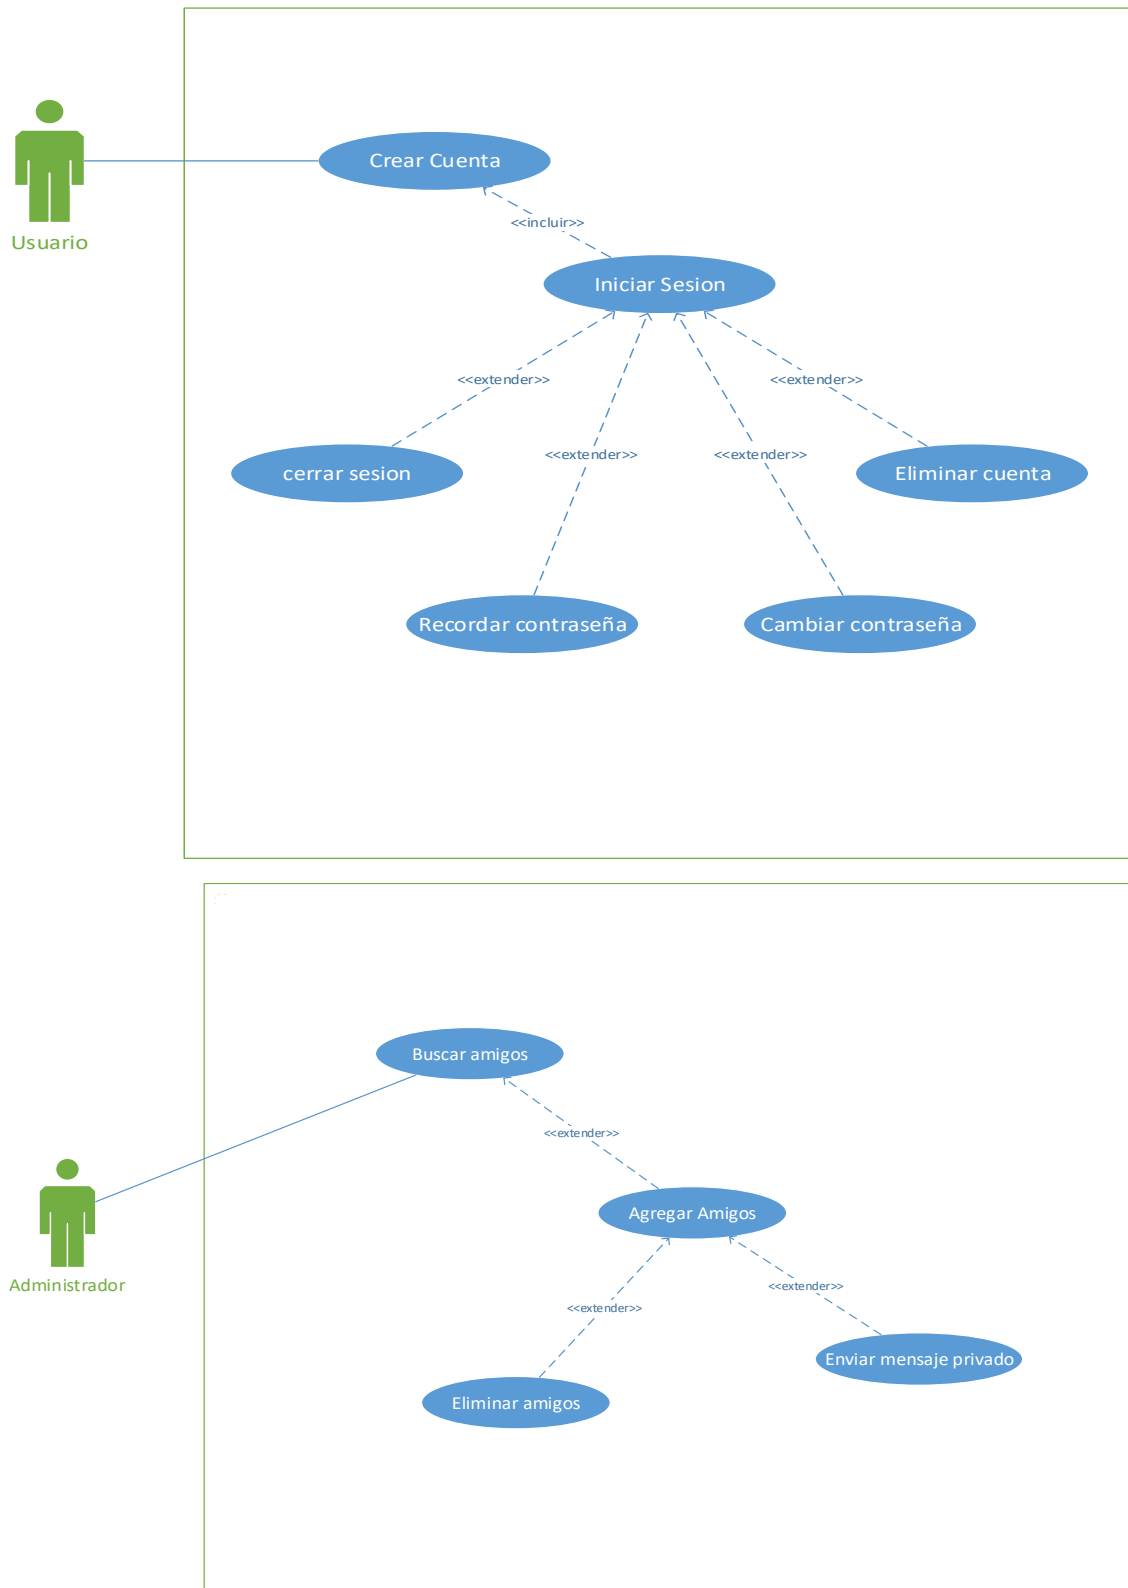 Crear Cuenta
Usuario
<<incluir>>
Iniciar Sesion
<<extender>>
<<extender>>
<<extender>>
<<extender>>
cerrar sesion
Eliminar cuenta
Recordar contraseña
Cambiar contraseña
Buscar amigos
<<extender>>
Agregar Amigos
Administrador
<<extender>>
<<extender>>
Enviar mensaje privado
Eliminar amigos